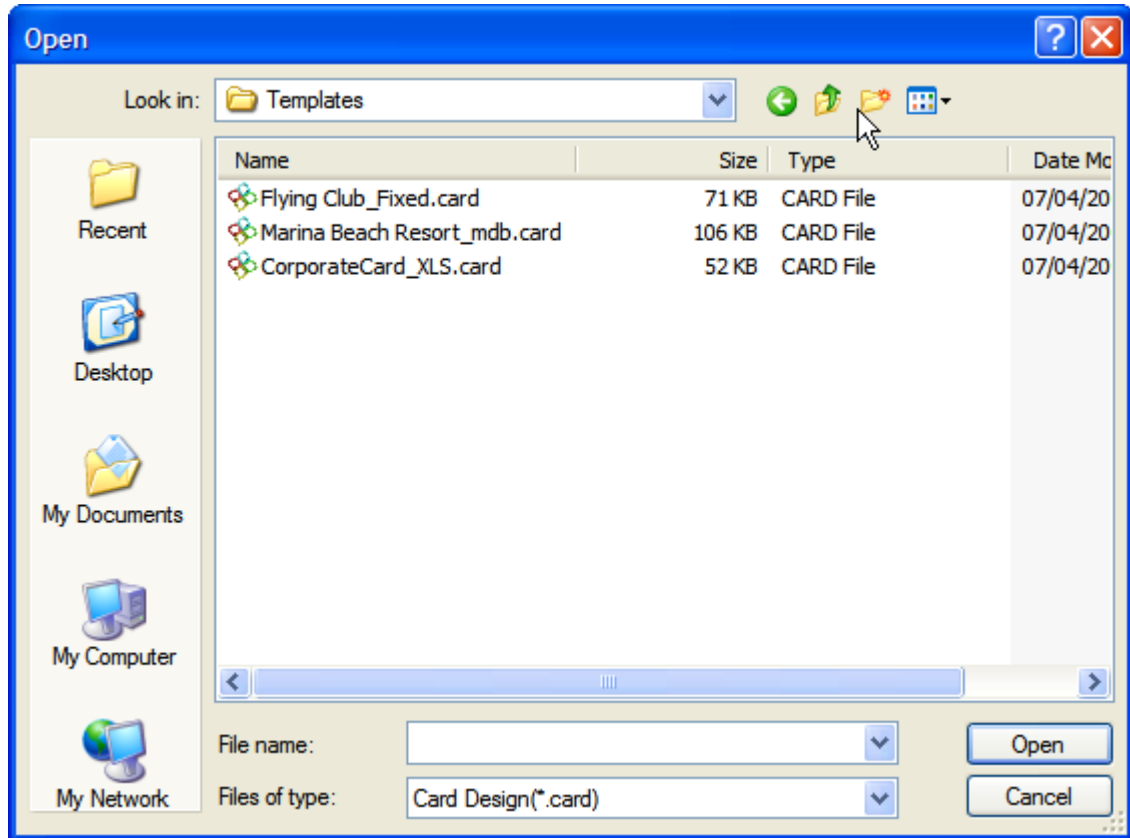 Open
Look in: Templates
Name Size Type Date Mo
Flying Club_Fixed.card 71 KB CARD File 07/04/20
Marina Beach Resort_mdb.card 106 KB CARD File 07/04/20
CorporateCard_XLS.card 52 KB CARD File 07/04/20
Recent
Desktop
My Documents
My Computer
My Network
File name: Open
Files of type: Card Design(*.card) Cancel